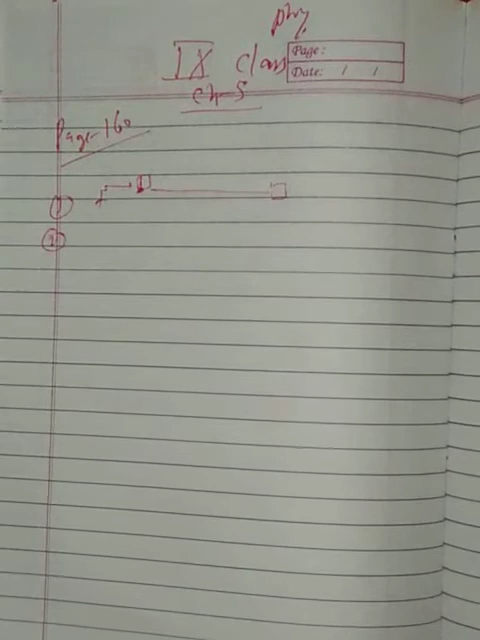 phy
IX Class
Page:
Date: / /
Ch-5
Page-160
①
②